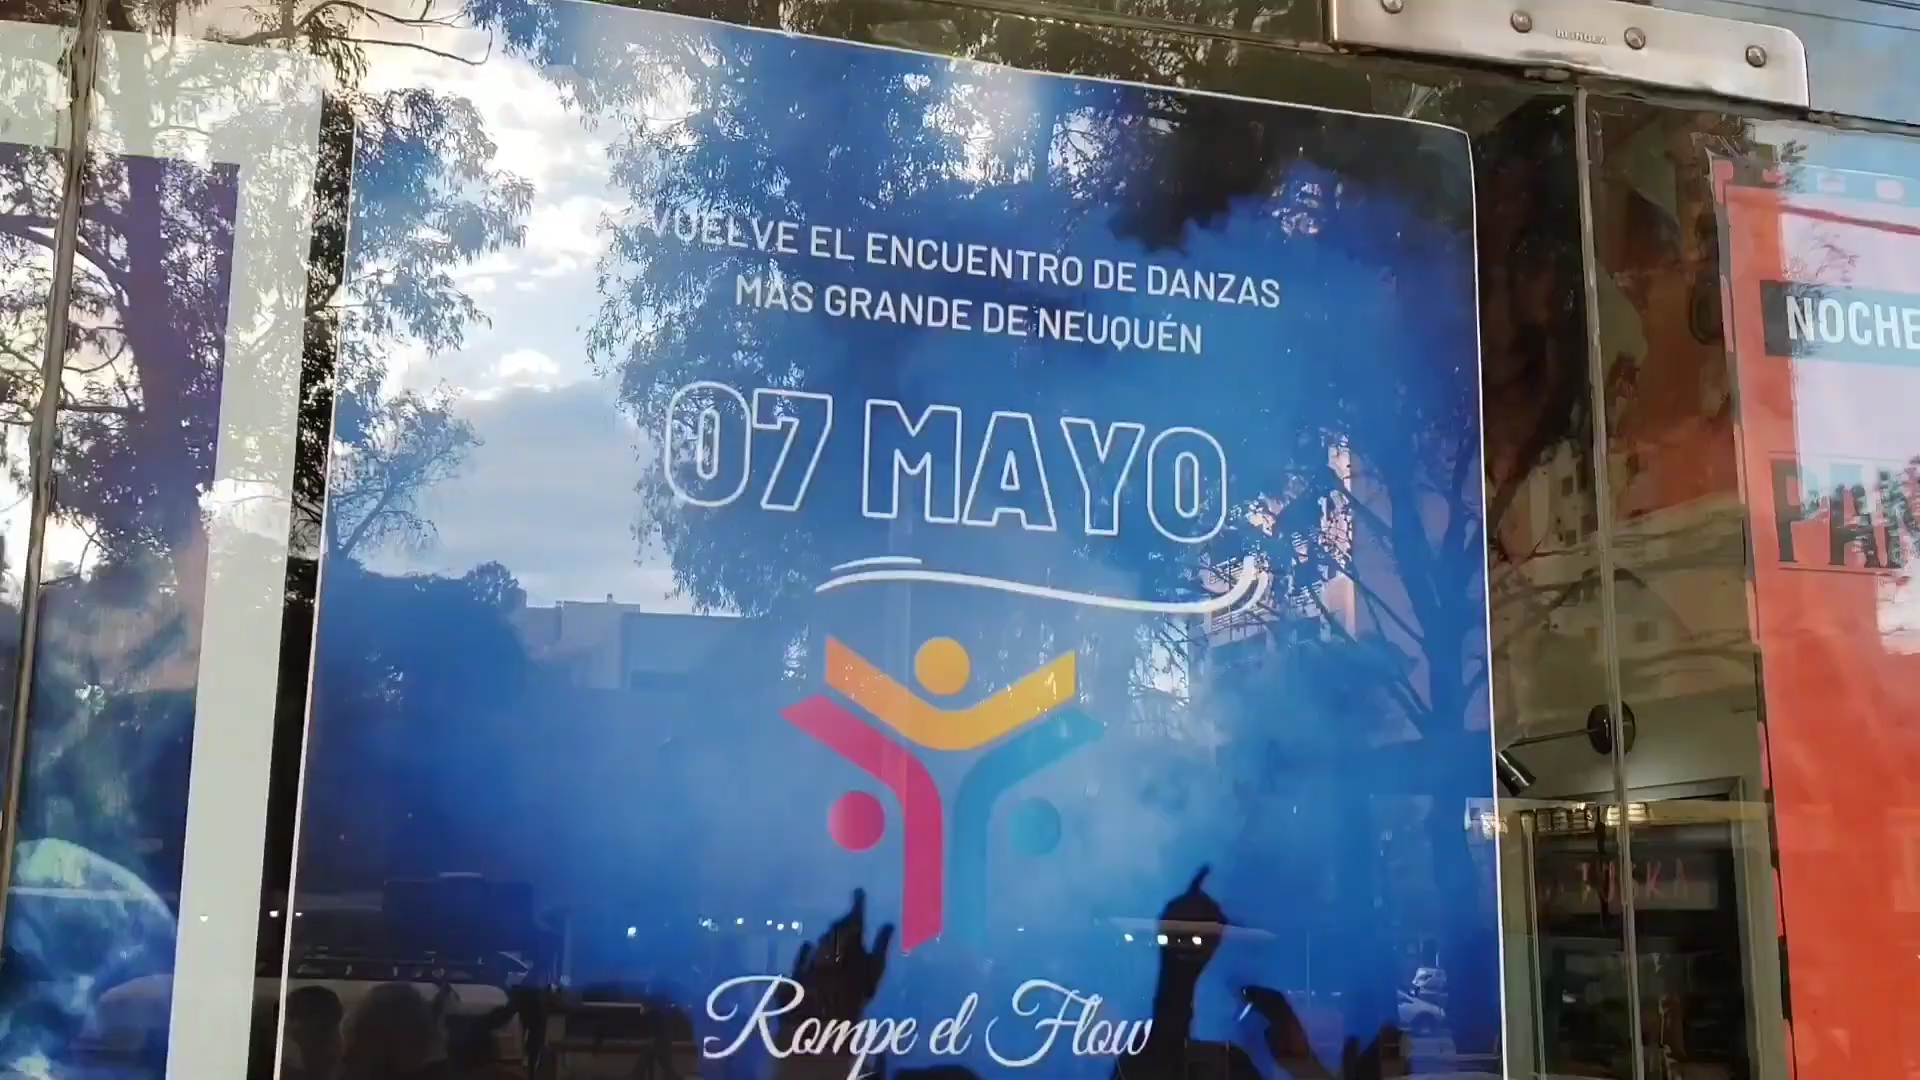 VUELVE EL ENCUENTRO DE DANZAS
MAS GRANDE DE NEUQUÉN
07 MAYO
Rompe el Flow
NOCHE